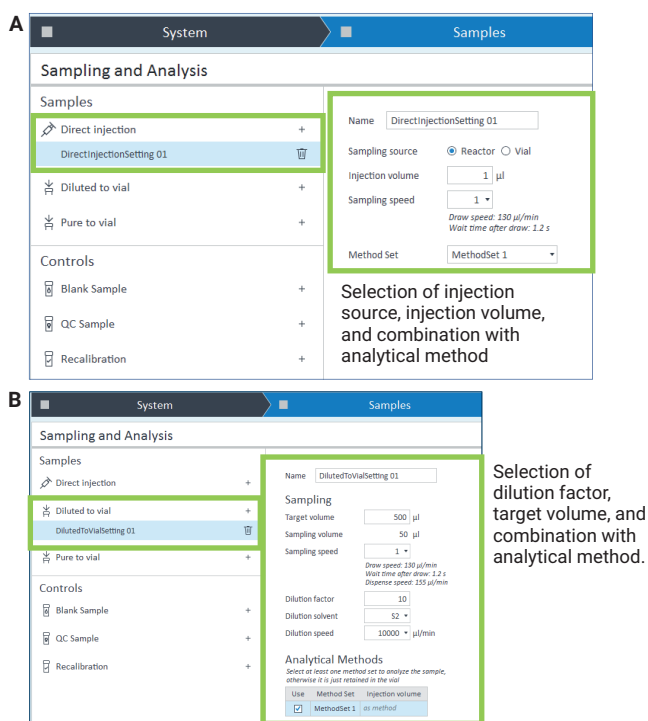 A
System
Samples
Sampling and Analysis
Samples
Direct injection +
DirectInjectionSetting 01
Diluted to vial +
Pure to vial +
Controls
Blank Sample +
QC Sample +
Recalibration +
Name DirectInjectionSetting 01
Sampling source Reactor Vial
Injection volume 1 µl
Sampling speed 1
Draw speed: 130 µl/min
Wait time after draw: 1.2 s
Method Set MethodSet 1
Selection of injection
source, injection volume,
and combination with
analytical method
B
System
Samples
Sampling and Analysis
Samples
Direct injection +
Diluted to vial +
DilutedToVialSetting 01
Pure to vial +
Controls
Blank Sample +
QC Sample +
Recalibration +
Name DilutedToVialSetting 01
Sampling
Target volume 500 µl
Sampling volume 50 µl
Sampling speed 1
Draw speed: 130 µl/min
Wait time after draw: 1.2 s
Dispense speed: 155 µl/min
Dilution factor 10
Dilution solvent S2
Dilution speed 10000 µl/min
Analytical Methods
Select at least one method set to analyze the sample,
otherwise it is just retained in the vial
Use Method Set Injection volume
MethodSet 1 as method
Selection of
dilution factor,
target volume, and
combination with
analytical method.